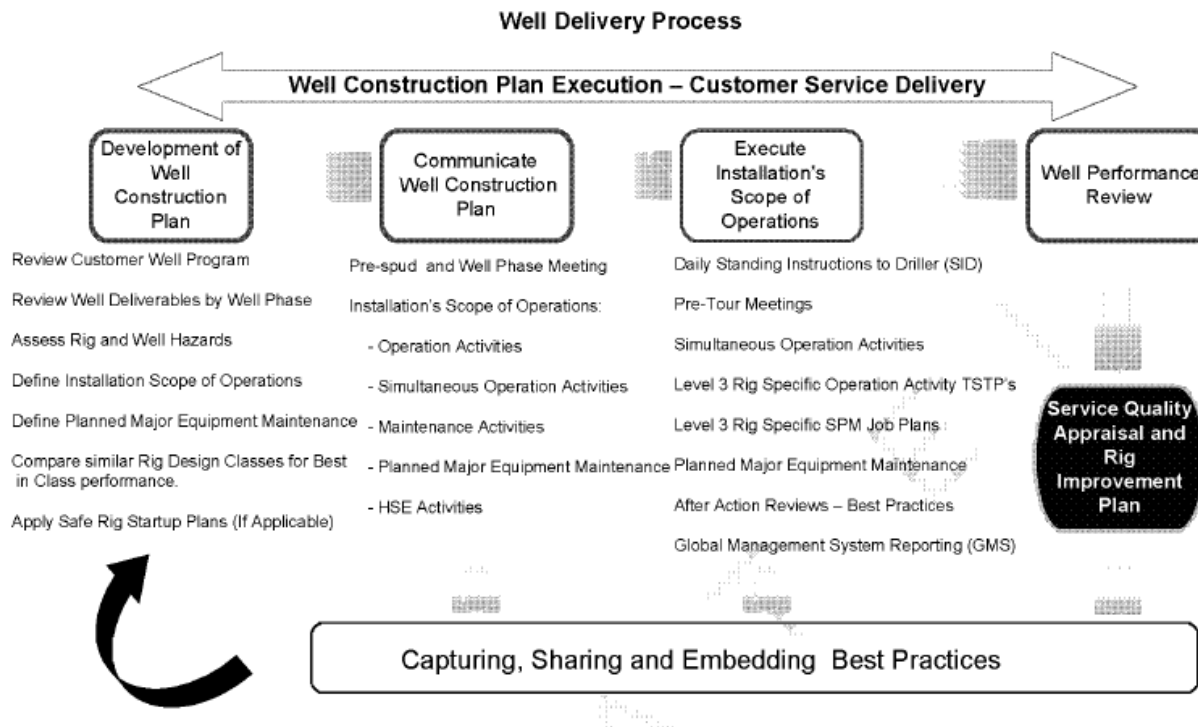 Well Delivery Process
Well Construction Plan Execution – Customer Service Delivery
Development of
Well
Construction
Plan
Communicate
Well Construction
Plan
Execute
Installation's
Scope of
Operations
Well Performance
Review
Review Customer Well Program
Review Well Deliverables by Well Phase
Assess Rig and Well Hazards
Define Installation Scope of Operations
Define Planned Major Equipment Maintenance
Compare similar Rig Design Classes for Best
in Class performance.
Apply Safe Rig Startup Plans (If Applicable)
Pre-spud and Well Phase Meeting
Installation's Scope of Operations:
- Operation Activities
- Simultaneous Operation Activities
- Maintenance Activities
- Planned Major Equipment Maintenance
- HSE Activities
Daily Standing Instructions to Driller (SID)
Pre-Tour Meetings
Simultaneous Operation Activities
Level 3 Rig Specific Operation Activity TSTP's
Level 3 Rig Specific SPM Job Plans
Planned Major Equipment Maintenance
After Action Reviews – Best Practices
Global Management System Reporting (GMS)
Service Quality
Appraisal and
Rig
Improvement
Plan
Capturing, Sharing and Embedding Best Practices